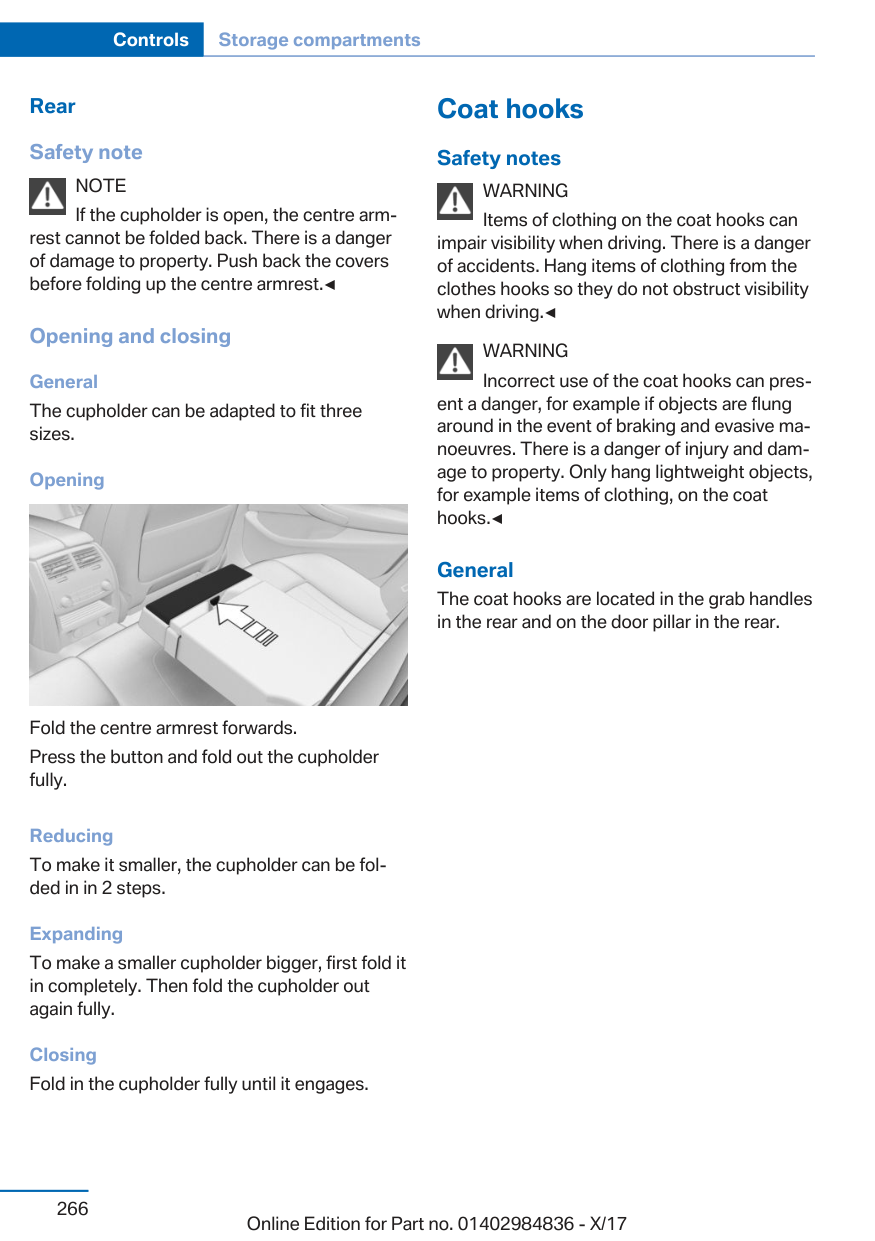 Controls Storage compartments
Rear
Safety note
NOTE
If the cupholder is open, the centre arm-
rest cannot be folded back. There is a danger
of damage to property. Push back the covers
before folding up the centre armrest.◄
Opening and closing
General
The cupholder can be adapted to fit three
sizes.
Opening
Fold the centre armrest forwards.
Press the button and fold out the cupholder
fully.
Reducing
To make it smaller, the cupholder can be fol-
ded in in 2 steps.
Expanding
To make a smaller cupholder bigger, first fold it
in completely. Then fold the cupholder out
again fully.
Closing
Fold in the cupholder fully until it engages.
Coat hooks
Safety notes
WARNING
Items of clothing on the coat hooks can
impair visibility when driving. There is a danger
of accidents. Hang items of clothing from the
clothes hooks so they do not obstruct visibility
when driving.◄
WARNING
Incorrect use of the coat hooks can pres-
ent a danger, for example if objects are flung
around in the event of braking and evasive ma-
noeuvres. There is a danger of injury and dam-
age to property. Only hang lightweight objects,
for example items of clothing, on the coat
hooks.◄
General
The coat hooks are located in the grab handles
in the rear and on the door pillar in the rear.
266
Online Edition for Part no. 01402984836 - X/17